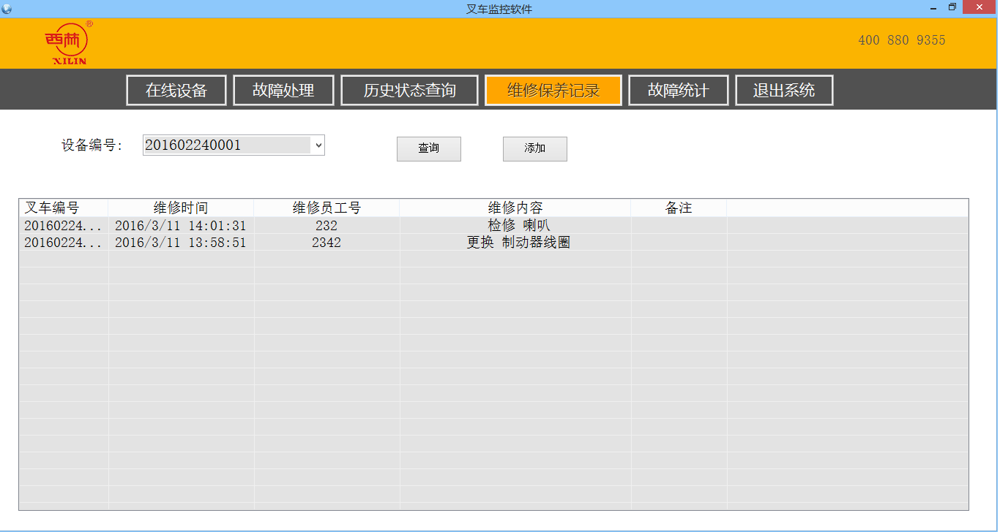 叉车监控软件
西林®
XILIN
400 880 9355
在线设备 故障处理 历史状态查询 维修保养记录 故障统计 退出系统
设备编号: 201602240001 查询 添加
叉车编号 维修时间 维修员工号 维修内容 备注
20160224... 2016/3/11 14:01:31 232 检修 喇叭
20160224... 2016/3/11 13:58:51 2342 更换 制动器线圈